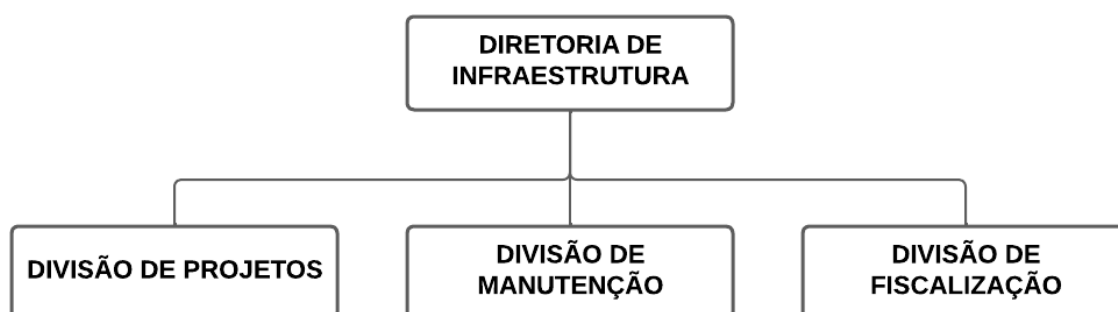 DIRETORIA DE
INFRAESTRUTURA
DIVISÃO DE PROJETOS
DIVISÃO DE
MANUTENÇÃO
DIVISÃO DE
FISCALIZAÇÃO